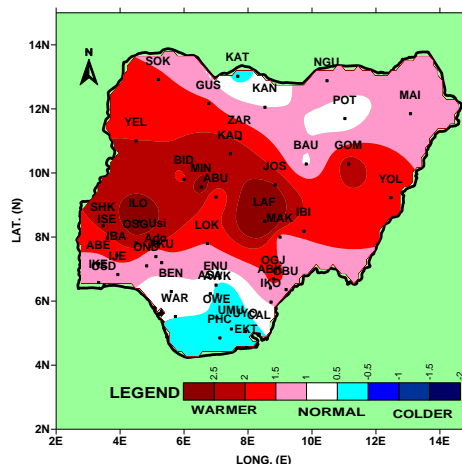 14N
12N
10N
8N
6N
4N
2N
LAT. (N)
N
SOK
KAT
NGU
GUS
KAN
MAI
POT
YEL
ZAR
KAD
BAU
GOM
BID
MIN
JOS
ABU
YOL
SHK
ILO
LAF
ISE
IBI
MAK
LOK
IBA
ABE
IJE
IKE
BEN
ENU
OGJ
OBU
IKO
WAR
AWK
OWE
UMU
CAL
PHC
EKT
2.5
2
1.5
1
0.5
-0.5
-1
-1.5
-2
LEGEND
WARMER
NORMAL
COLDER
2E
4E
6E
8E
10E
12E
14E
LONG. (E)